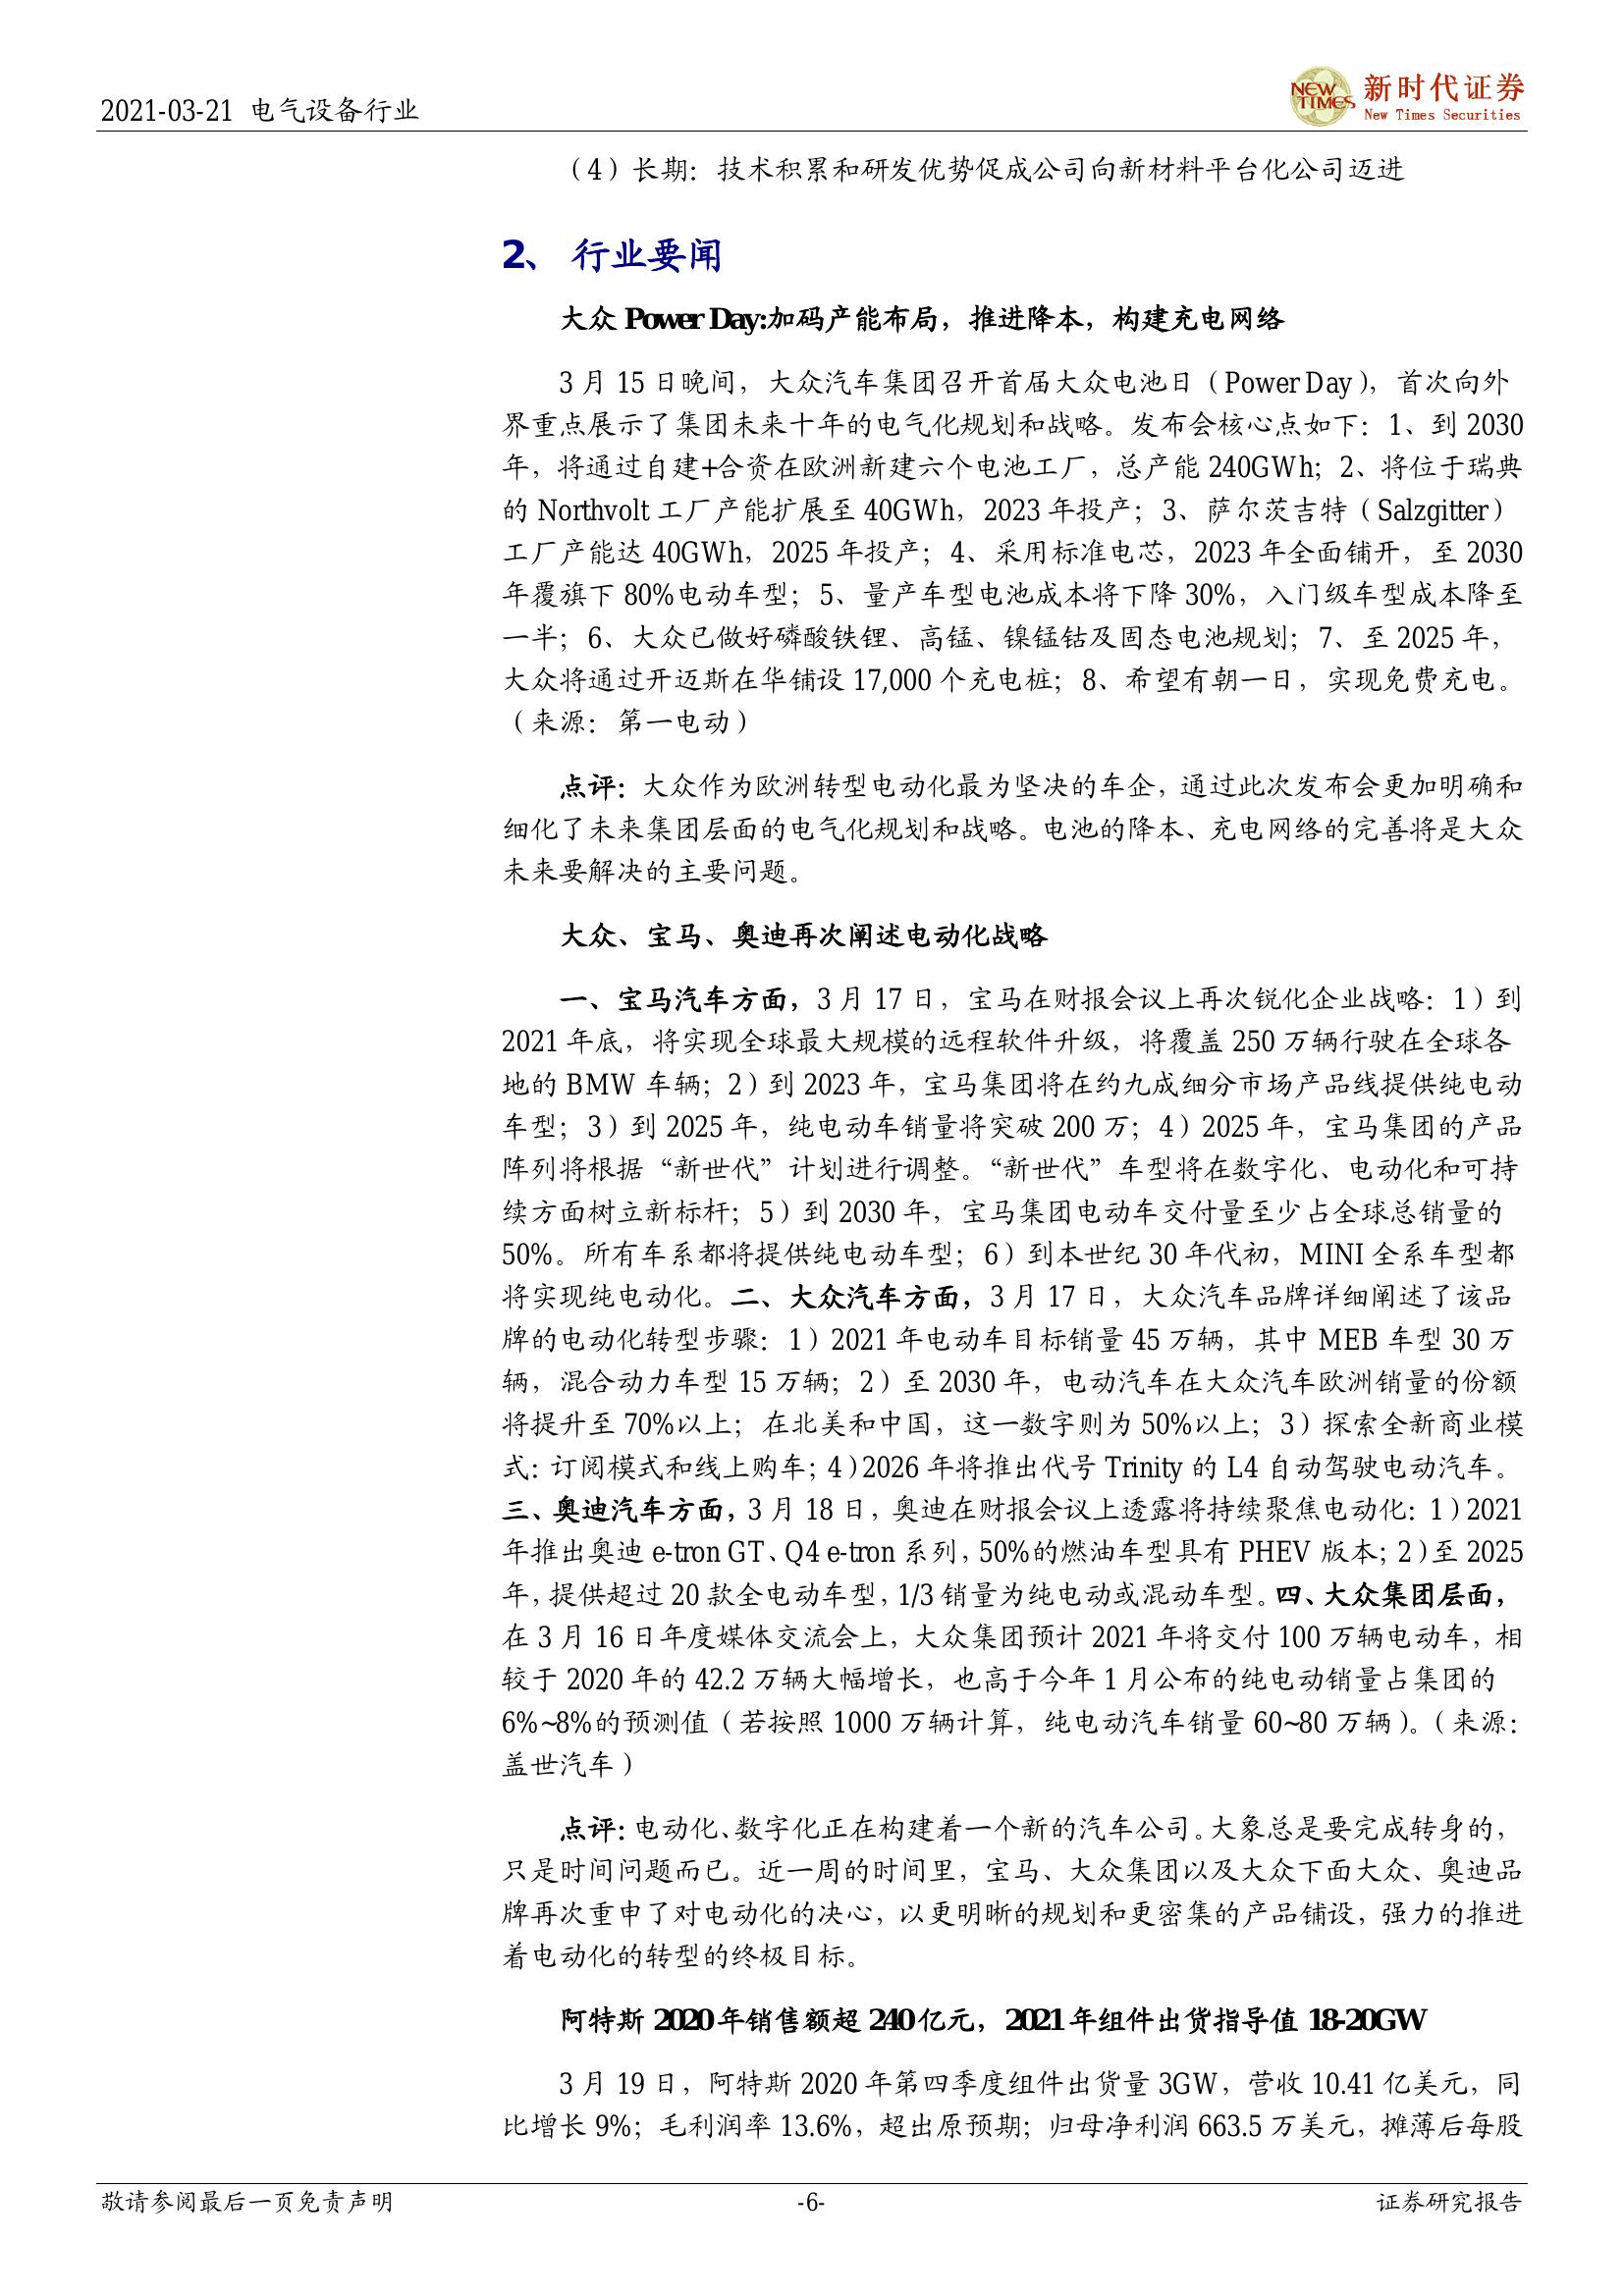 2021-03-21 电气设备行业
NEW TIMES 新时代证券
New Times Securities
（4）长期：技术积累和研发优势促成公司向新材料平台化公司迈进
2、 行业要闻
大众 Power Day:加码产能布局，推进降本，构建充电网络
3 月 15 日晚间，大众汽车集团召开首届大众电池日（Power Day），首次向外
界重点展示了集团未来十年的电气化规划和战略。发布会核心点如下：1、到 2030
年，将通过自建+合资在欧洲新建六个电池工厂，总产能 240GWh；2、将位于瑞典
的 Northvolt 工厂产能扩展至 40GWh，2023 年投产；3、萨尔茨吉特（Salzgitter）
工厂产能达 40GWh，2025 年投产；4、采用标准电芯，2023 年全面铺开，至 2030
年覆旗下 80%电动车型；5、量产车型电池成本将下降 30%，入门级车型成本降至
一半；6、大众已做好磷酸铁锂、高锰、镍锰钴及固态电池规划；7、至 2025 年，
大众将通过开迈斯在华铺设 17,000 个充电桩；8、希望有朝一日，实现免费充电。
（来源：第一电动）
点评：大众作为欧洲转型电动化最为坚决的车企，通过此次发布会更加明确和
细化了未来集团层面的电气化规划和战略。电池的降本、充电网络的完善将是大众
未来要解决的主要问题。
大众、宝马、奥迪再次阐述电动化战略
一、宝马汽车方面，3 月 17 日，宝马在财报会议上再次锐化企业战略：1）到
2021 年底，将实现全球最大规模的远程软件升级，将覆盖 250 万辆行驶在全球各
地的 BMW 车辆；2）到 2023 年，宝马集团将在约九成细分市场产品线提供纯电动
车型；3）到 2025 年，纯电动车销量将突破 200 万；4）2025 年，宝马集团的产品
阵列将根据“新世代”计划进行调整。“新世代”车型将在数字化、电动化和可持
续方面树立新标杆；5）到 2030 年，宝马集团电动车交付量至少占全球总销量的
50%。所有车系都将提供纯电动车型；6）到本世纪 30 年代初，MINI 全系车型都
将实现纯电动化。二、大众汽车方面，3 月 17 日，大众汽车品牌详细阐述了该品
牌的电动化转型步骤：1）2021 年电动车目标销量 45 万辆，其中 MEB 车型 30 万
辆，混合动力车型 15 万辆；2）至 2030 年，电动汽车在大众汽车欧洲销量的份额
将提升至 70%以上；在北美和中国，这一数字则为 50%以上；3）探索全新商业模
式：订阅模式和线上购车；4）2026 年将推出代号 Trinity 的 L4 自动驾驶电动汽车。
三、奥迪汽车方面，3 月 18 日，奥迪在财报会议上透露将持续聚焦电动化：1）2021
年推出奥迪 e-tron GT、Q4 e-tron 系列，50%的燃油车型具有 PHEV 版本；2）至 2025
年，提供超过 20 款全电动车型，1/3 销量为纯电动或混动车型。四、大众集团层面，
在 3 月 16 日年度媒体交流会上，大众集团预计 2021 年将交付 100 万辆电动车，相
较于 2020 年的 42.2 万辆大幅增长，也高于今年 1 月公布的纯电动销量占集团的
6%~8%的预测值（若按照 1000 万辆计算，纯电动汽车销量 60~80 万辆）。（来源：
盖世汽车）
点评：电动化、数字化正在构建着一个新的汽车公司。大象总是要完成转身的，
只是时间问题而已。近一周的时间里，宝马、大众集团以及大众下面大众、奥迪品
牌再次重申了对电动化的决心，以更明晰的规划和更密集的产品铺设，强力的推进
着电动化的转型的终极目标。
阿特斯 2020 年销售额超 240 亿元，2021 年组件出货指导值 18-20GW
3 月 19 日，阿特斯 2020 年第四季度组件出货量 3GW，营收 10.41 亿美元，同
比增长 9%；毛利润率 13.6%，超出原预期；归母净利润 663.5 万美元，摊薄后每股
敬请参阅最后一页免责声明 -6- 证券研究报告